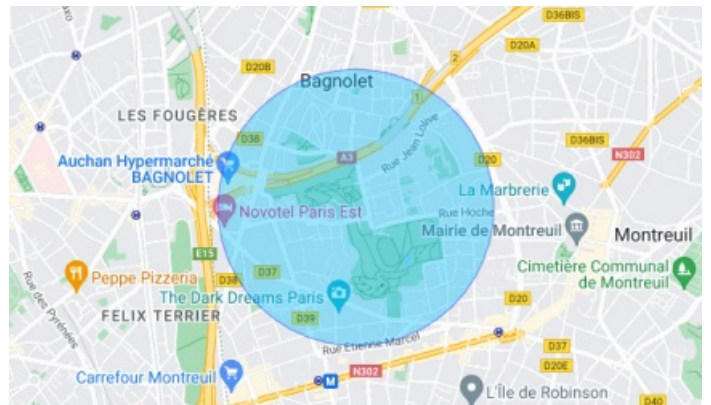 D36BIS
D20A
2
D20B
Bagnolet
1
LES FOUGÈRES
D38
D36BIS
Auchan Hypermarché
BAGNOLET
A3
Rue Jean Lolive
D20
N302
La Marbrerie
Novotel Paris Est
Rue Hoche
Mairie de Montreuil
Montreuil
E15
Peppe Pizzeria
D38
D37
Cimetière Communal
de Montreuil
Rue des Pyrénées
The Dark Dreams Paris
D20
FELIX TERRIER
D39
Rue Etienne Marcel
D37
D20E
Carrefour Montreuil
M
N302
L'Île de Robinson
D40